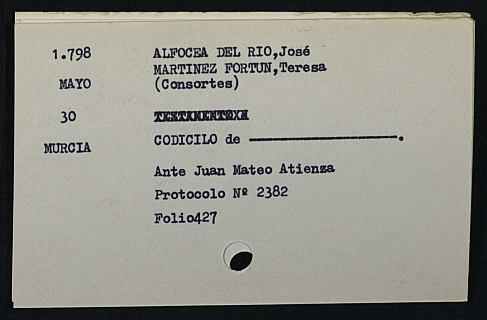 1.798 ALFOCEA DEL RIO,José
MARTINEZ FORTUN,Teresa
MAYO (Consortes)
30
MURCIA CODICILO de ————————.
Ante Juan Mateo Atienza
Protocolo Nº 2382
Folio427